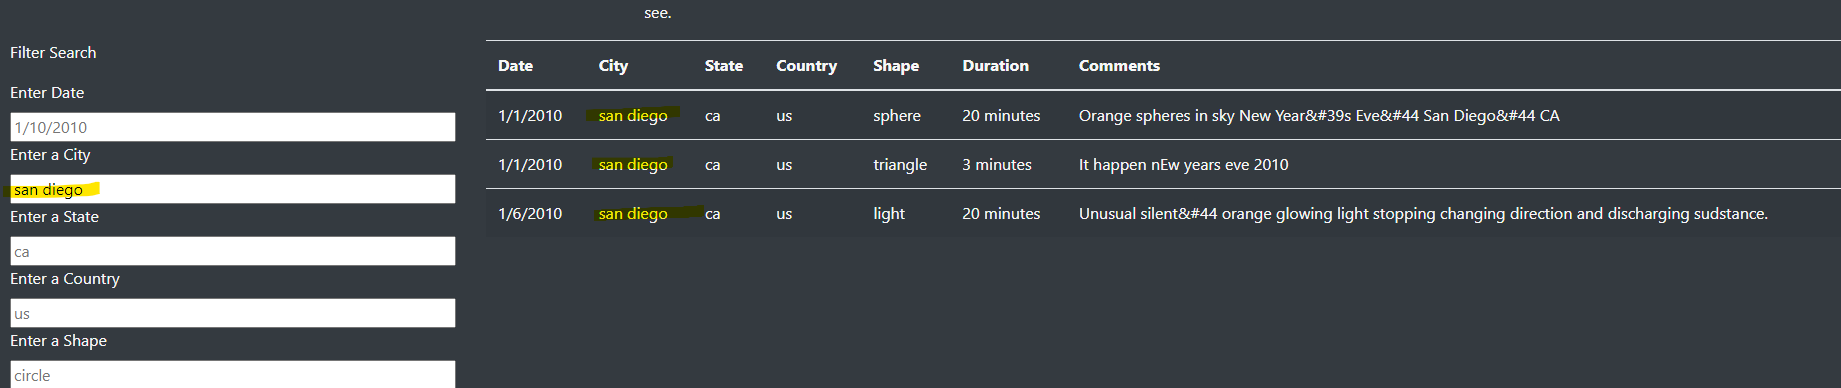 see.
Filter Search
Enter Date
1/10/2010
Enter a City
san diego
Enter a State
ca
Enter a Country
us
Enter a Shape
circle
Date City State Country Shape Duration Comments
1/1/2010 san diego ca us sphere 20 minutes Orange spheres in sky New Year&#39s Eve&#44 San Diego&#44 CA
1/1/2010 san diego ca us triangle 3 minutes It happen nEw years eve 2010
1/6/2010 san diego ca us light 20 minutes Unusual silent&#44 orange glowing light stopping changing direction and discharging sudstance.